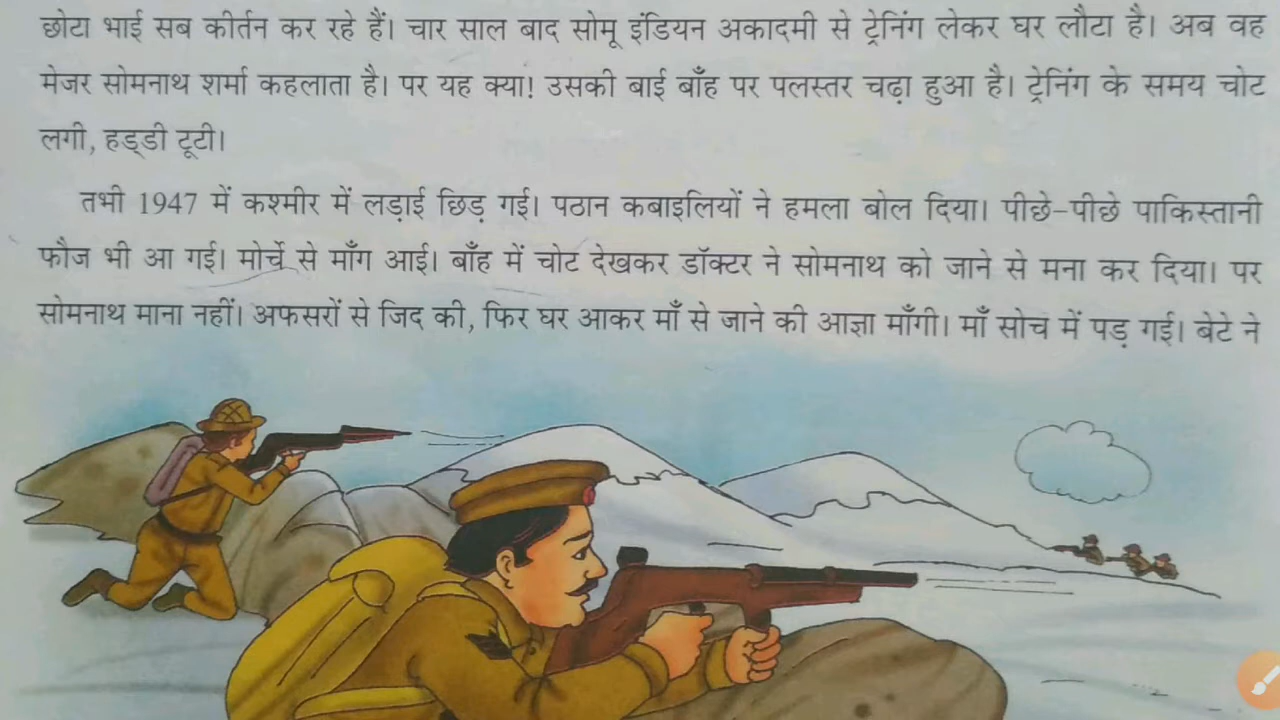 छोटा भाई सब कीर्तन कर रहे हैं। चार साल बाद सोमू इंडियन अकादमी से ट्रेनिंग लेकर घर लौटा है। अब वह
मेजर सोमनाथ शर्मा कहलाता है। पर यह क्या! उसकी बाईं बाँह पर पलस्तर चढ़ा हुआ है। ट्रेनिंग के समय चोट
लगी, हड्डी टूटी।
तभी 1947 में कश्मीर में लड़ाई छिड़ गई। पठान कबाइलियों ने हमला बोल दिया। पीछे-पीछे पाकिस्तानी
फौज भी आ गई। मोर्चे से माँग आई। बाँह में चोट देखकर डॉक्टर ने सोमनाथ को जाने से मना कर दिया। पर
सोमनाथ माना नहीं। अफसरों से जिद की, फिर घर आकर माँ से जाने की आज्ञा माँगी। माँ सोच में पड़ गई। बेटे ने